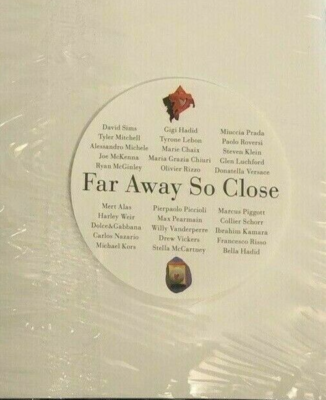 David Sims Gigi Hadid Miuccia Prada
Tyler Mitchell Tyrone Lebon Paolo Roversi
Alessandro Michele Marie Chaix Steven Klein
Joe McKenna Maria Grazia Chiuri Glen Luchford
Ryan McGinley Olivier Rizzo Donatella Versace
Far Away So Close
Mert Alas Pierpaolo Piccioli Marcus Piggott
Harley Weir Max Pearmain Collier Schorr
Dolce&Gabbana Willy Vanderperre Ibrahim Kamara
Carlos Nazario Drew Vickers Francesco Risso
Michael Kors Stella McCartney Bella Hadid